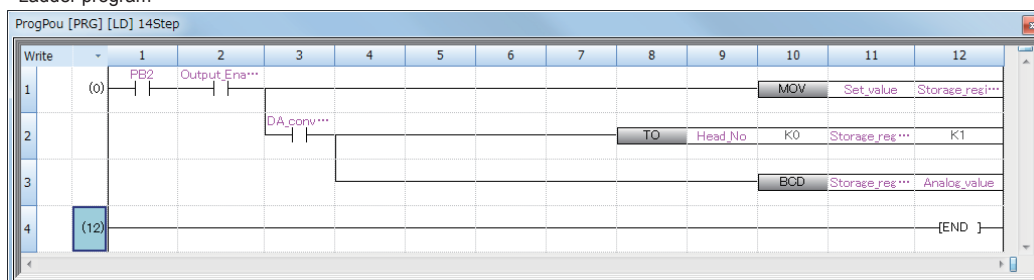 Ladder program
ProgPou [PRG] [LD] 14Step
Write 1 2 3 4 5 6 7 8 9 10 11 12
PB2 Output_Ena…
1 (0) MOV Set_value Storage_regi…
DA_conv…
2 TO Head_No K0 Storage_reg… K1
3 BCD Storage_reg… Analog_value
4 (12) [END ]